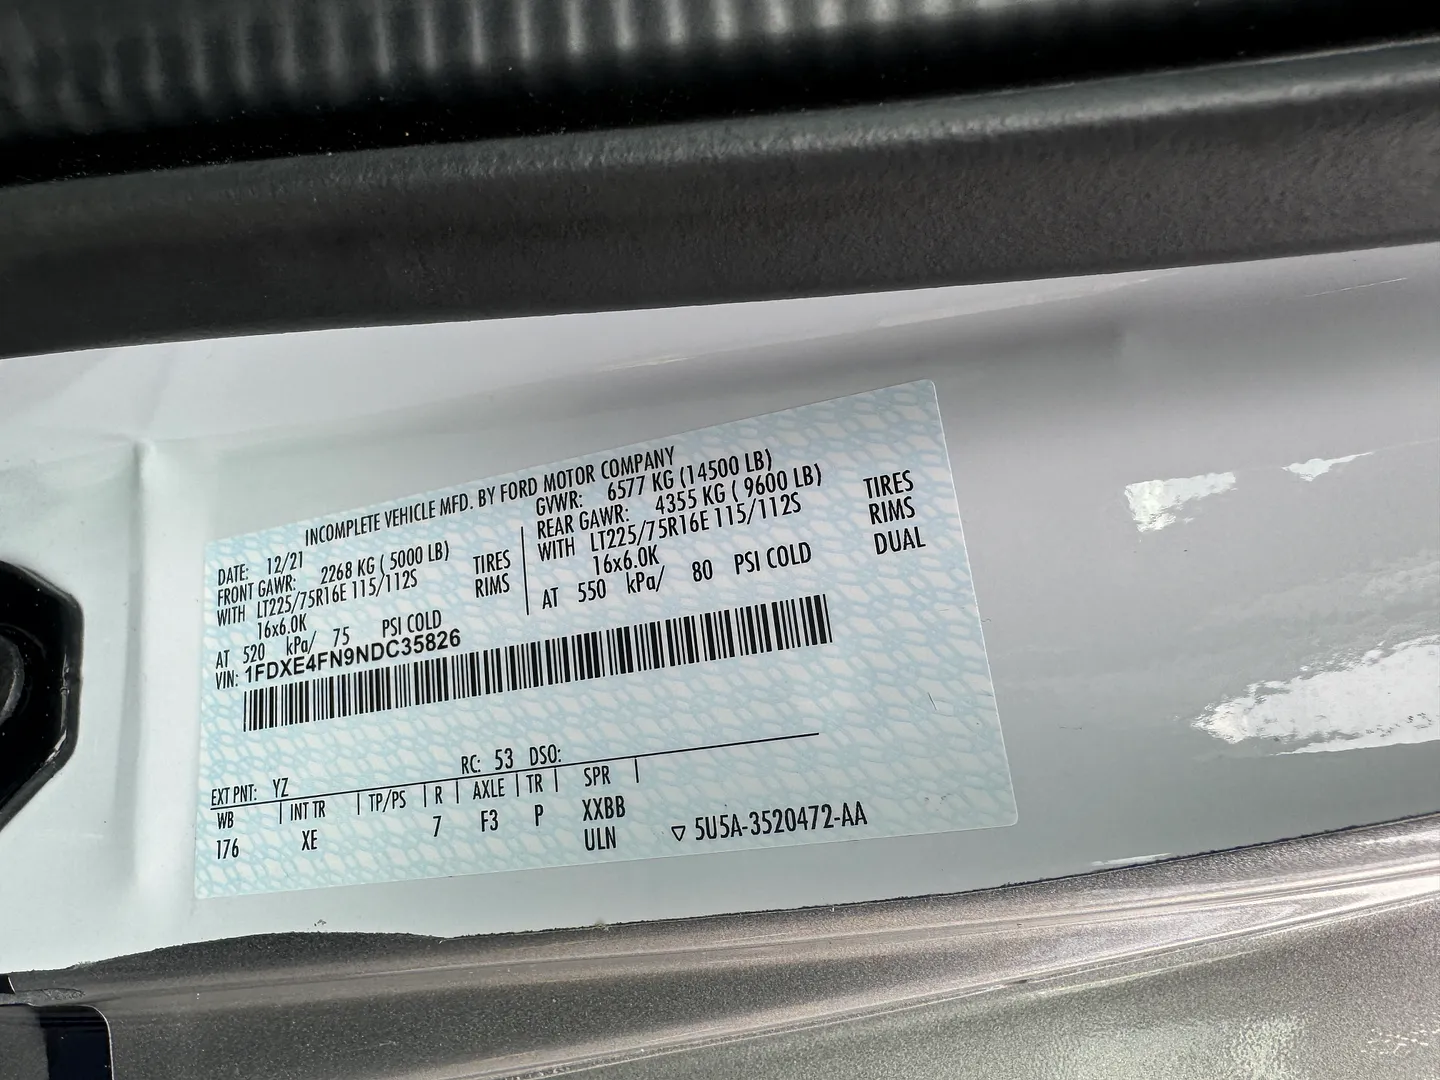 INCOMPLETE VEHICLE MFD. BY FORD MOTOR COMPANY
DATE: 12/21
FRONT GAWR: 2268 KG ( 5000 LB)
WITH LT225/75R16E 115/112S TIRES
16x6.0K RIMS
AT 520 kPa/ 75 PSI COLD
GVWR: 6577 KG (14500 LB)
REAR GAWR: 4355 KG ( 9600 LB)
WITH LT225/75R16E 115/112S TIRES
16x6.0K RIMS
AT 550 kPa/ 80 PSI COLD DUAL
VIN: 1FDXE4FN9NDC35826
EXT PNT: YZ RC: 53 DSO:
WB INT TR TP/PS R AXLE TR SPR
176 XE 7 F3 P XXBB
ULN ▽ 5U5A-3520472-AA